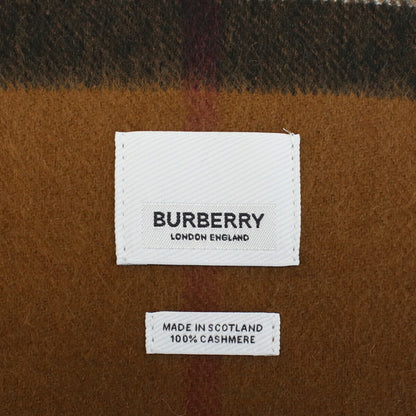 BURBERRY
LONDON ENGLAND
MADE IN SCOTLAND
100% CASHMERE